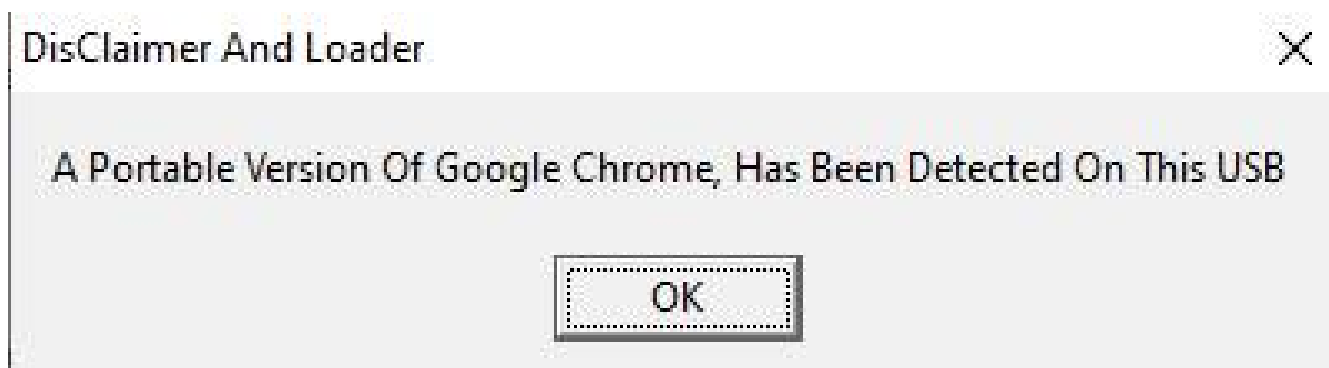 DisClaimer And Loader
A Portable Version Of Google Chrome, Has Been Detected On This USB
OK